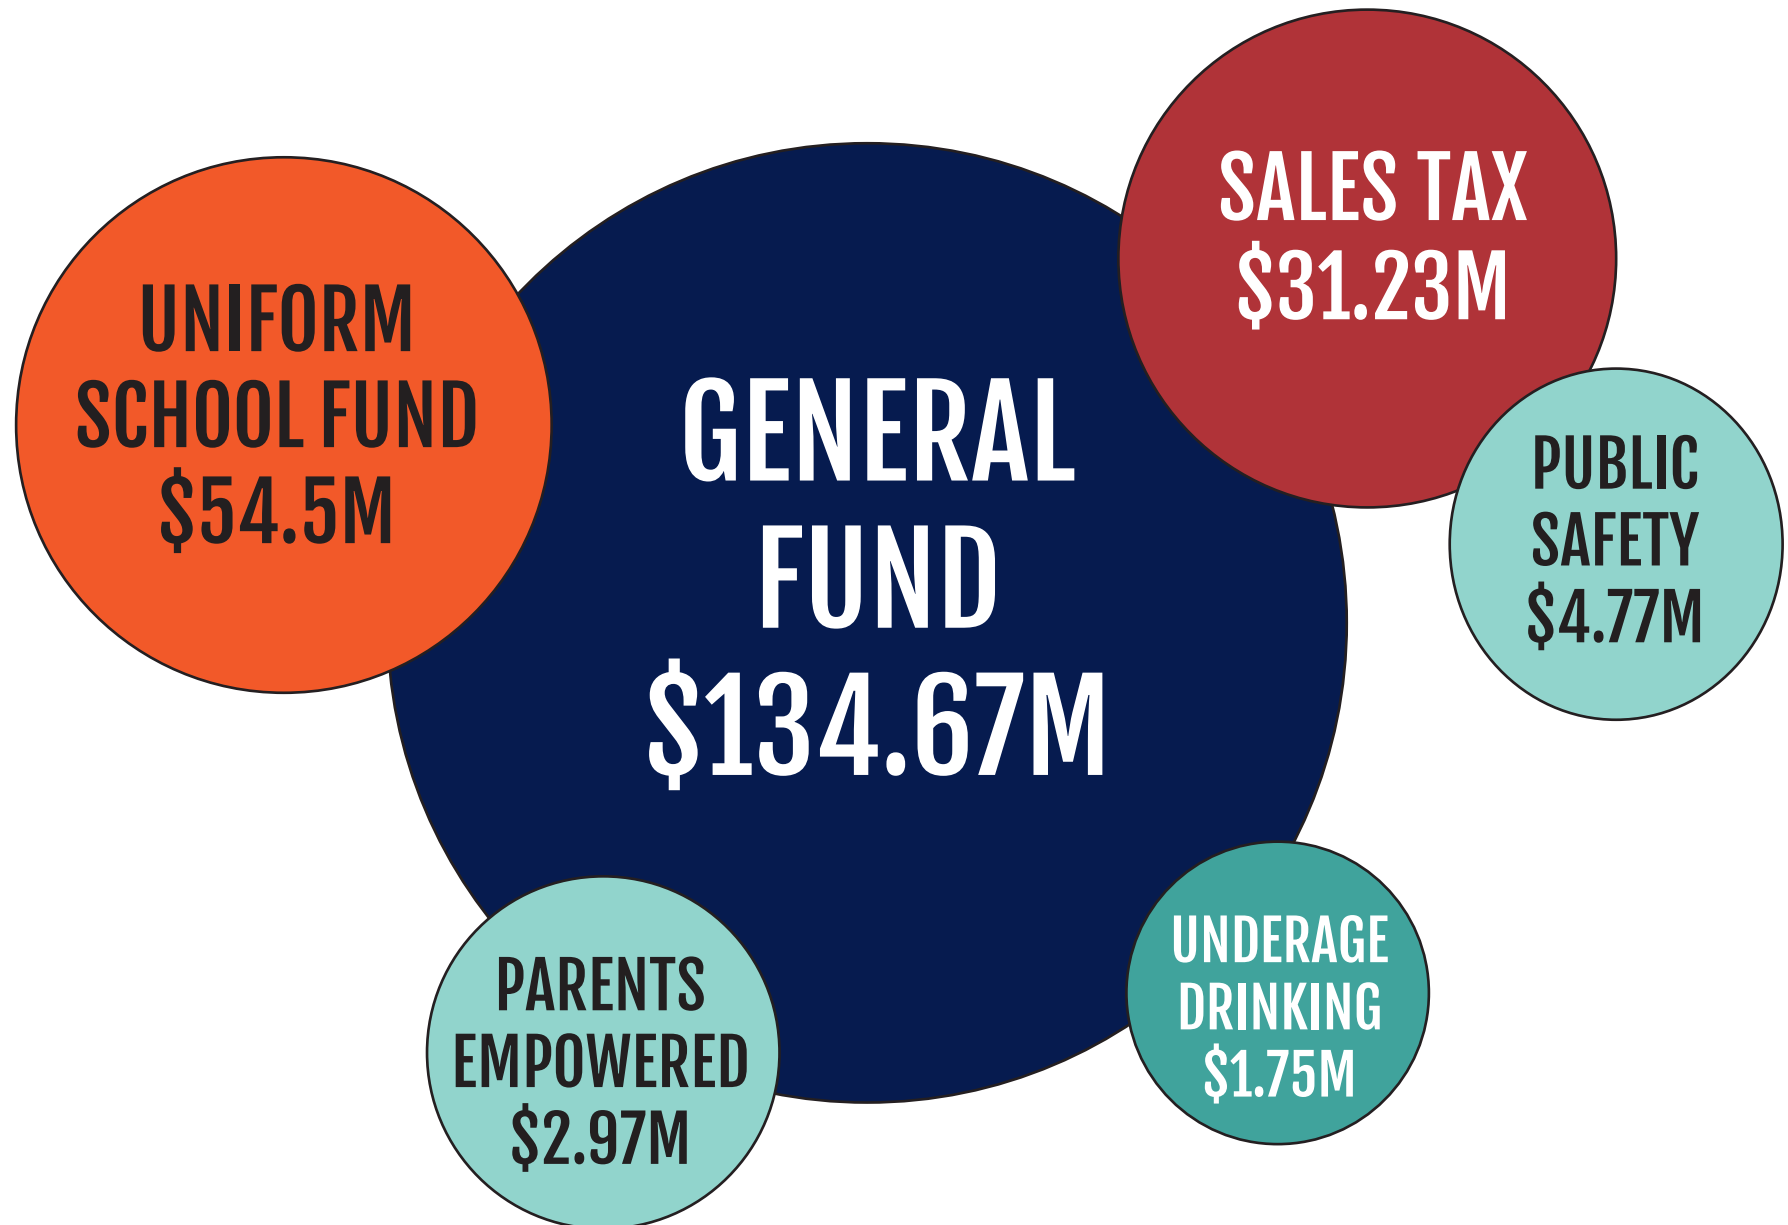 UNIFORM
SCHOOL FUND
$54.5M
GENERAL
FUND
$134.67M
SALES TAX
$31.23M
PUBLIC
SAFETY
$4.77M
PARENTS
EMPOWERED
$2.97M
UNDERAGE
DRINKING
$1.75M